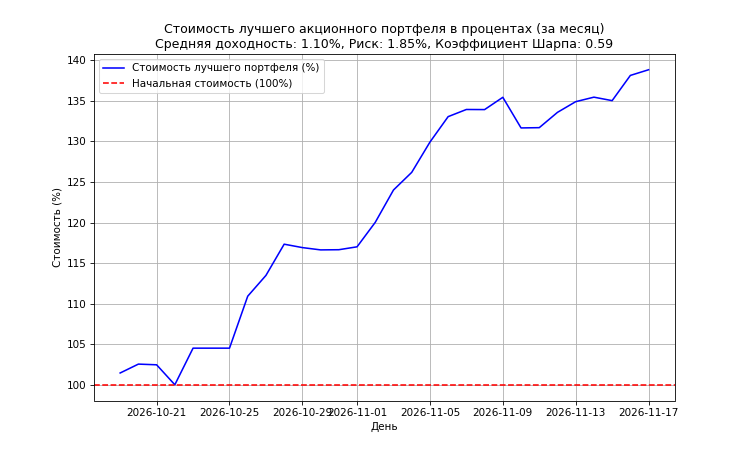 Стоимость лучшего акционного портфеля в процентах (за месяц)
Средняя доходность: 1.10%, Риск: 1.85%, Коэффициент Шарпа: 0.59
Стоимость лучшего портфеля (%)
Начальная стоимость (100%)
Стоимость (%)
140
135
130
125
120
115
110
105
100
2026-10-21 2026-10-25 2026-10-29 2026-11-01 2026-11-05 2026-11-09 2026-11-13 2026-11-17
День